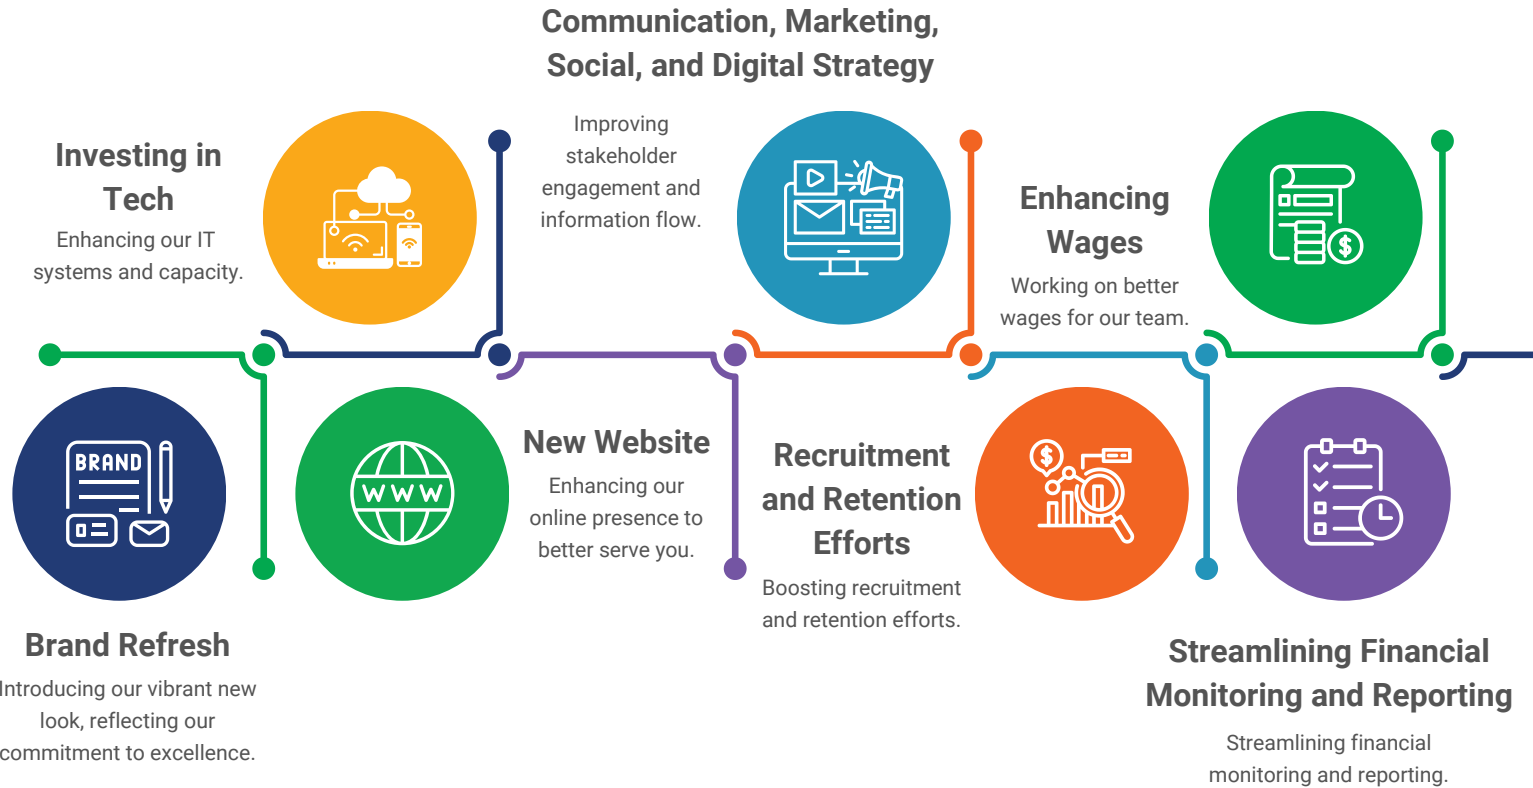 Communication, Marketing,
Social, and Digital Strategy
Improving
stakeholder
engagement and
information flow.
Investing in
Tech
Enhancing our IT
systems and capacity.
Enhancing
Wages
Working on better
wages for our team.
BRAND
Brand Refresh
Introducing our vibrant new
look, reflecting our
commitment to excellence.
WWW
New Website
Enhancing our
online presence to
better serve you.
Recruitment
and Retention
Efforts
Boosting recruitment
and retention efforts.
$
$
Streamlining Financial
Monitoring and Reporting
Streamlining financial
monitoring and reporting.